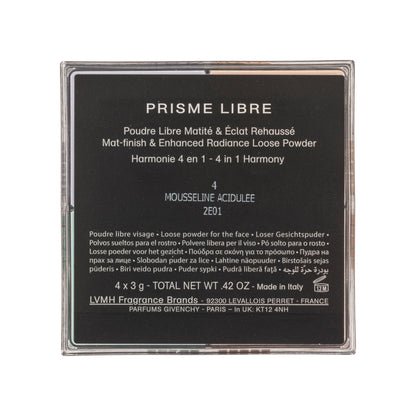 PRISME LIBRE
Poudre Libre Matité & Éclat Rehaussé
Mat-finish & Enhanced Radiance Loose Powder
Harmonie 4 en 1 - 4 in 1 Harmony
4
MOUSSELINE ACIDULEE
2E01
Poudre libre visage • Loose powder for the face • Loser Gesichtspuder •
Polvos sueltos para el rostro • Polvere libera per il viso • Pó solto para o rosto •
Losse poeder voor het gezicht • Πούδρα σε σκόνη για το πρόσωπο • Пудра на
прах за лице • Slobodan puder za lice • Lahtine näopuuder • Birstošais sejas
pūderis • Biri veido pudra • Puder sypki • Pudră liberă față • بودرة حرّة للوجه
4 x 3 g - TOTAL NET WT .42 OZ - Made in Italy
12 M
LVMH Fragrance Brands - 92300 LEVALLOIS PERRET - FRANCE
PARFUMS GIVENCHY - PARIS - In UK: KT12 4NH